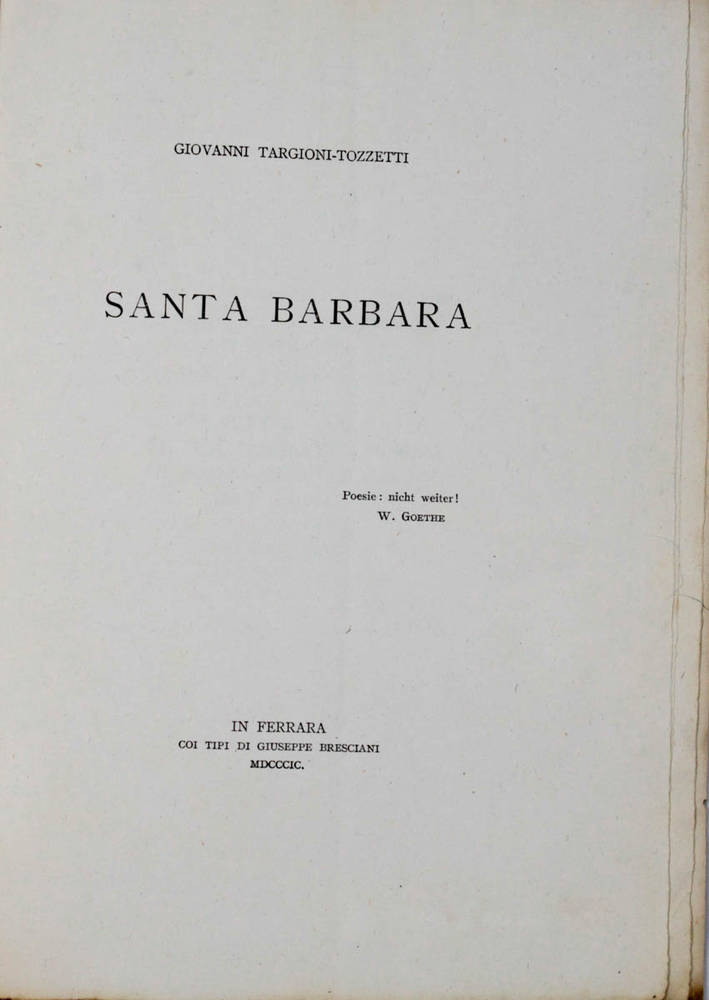 GIOVANNI TARGIONI-TOZZETTI
SANTA BARBARA
Poesie: nicht weiter!
W. GOETHE
IN FERRARA
COI TIPI DI GIUSEPPE BRESCIANI
MDCCCIC.